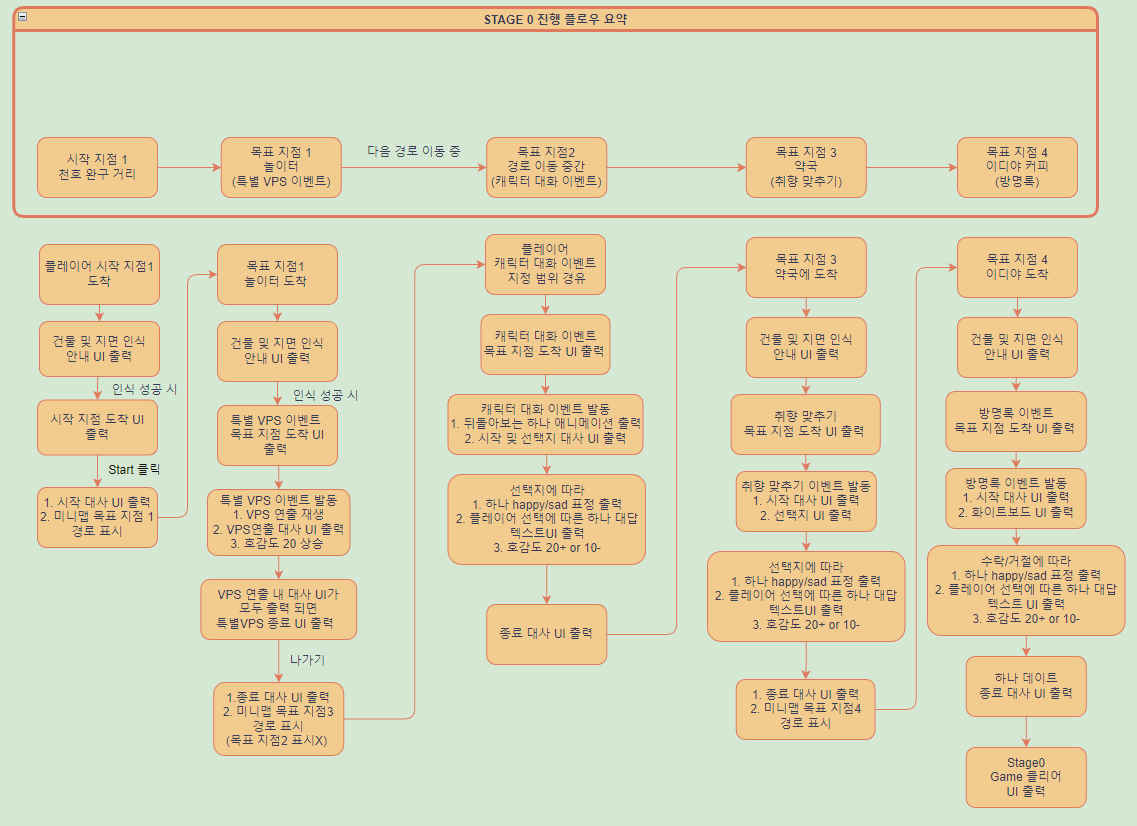 STAGE 0 진행 플로우 요약
시작 지점 1
천호 완구 거리
목표 지점 1
놀이터
(특별 VPS 이벤트)
다음 경로 이동 중
목표 지점2
경로 이동 중간
(캐릭터 대화 이벤트)
목표 지점 3
약국
(취향 맞추기)
목표 지점 4
이디야 커피
(방명록)
플레이어 시작 지점1
도착
건물 및 지면 인식
안내 UI 출력
인식 성공 시
시작 지점 도착 UI
출력
Start 클릭
1. 시작 대사 UI 출력
2. 미니맵 목표 지점 1
경로 표시
목표 지점1
놀이터 도착
건물 및 지면 인식
안내 UI 출력
인식 성공 시
특별 VPS 이벤트
목표 지점 도착 UI
출력
특별 VPS 이벤트 발동
1. VPS 연출 재생
2. VPS연출 대사 UI 출력
3. 호감도 20 상승
VPS 연출 내 대사 UI가
모두 출력 되면
특별VPS 종료 UI 출력
나가기
1.종료 대사 UI 출력
2. 미니맵 목표 지점3
경로 표시
(목표 지점2 표시X)
플레이어
캐릭터 대화 이벤트
지정 범위 경유
캐릭터 대화 이벤트
목표 지점 도착 UI 출력
캐릭터 대화 이벤트 발동
1. 뒤돌아보는 하나 애니메이션 출력
2. 시작 및 선택지 대사 UI 출력
선택지에 따라
1. 하나 happy/sad 표정 출력
2. 플레이어 선택에 따른 하나 대답
텍스트UI 출력
3. 호감도 20+ or 10-
종료 대사 UI 출력
목표 지점 3
약국에 도착
건물 및 지면 인식
안내 UI 출력
취향 맞추기
목표 지점 도착 UI 출력
취향 맞추기 이벤트 발동
1. 시작 대사 UI 출력
2. 선택지 UI 출력
선택지에 따라
1. 하나 happy/sad 표정 출력
2. 플레이어 선택에 따른 하나 대답
텍스트UI 출력
3. 호감도 20+ or 10-
1. 종료 대사 UI 출력
2. 미니맵 목표 지점4
경로 표시
목표 지점 4
이디야 도착
건물 및 지면 인식
안내 UI 출력
방명록 이벤트
목표 지점 도착 UI 출력
방명록 이벤트 발동
1. 시작 대사 UI 출력
2. 화이트보드 UI 출력
수락/거절에 따라
1. 하나 happy/sad 표정 출력
2. 플레이어 선택에 따른 하나 대답
텍스트 UI 출력
3. 호감도 20+ or 10-
하나 데이트
종료 대사 UI 출력
Stage0
Game 클리어
UI 출력